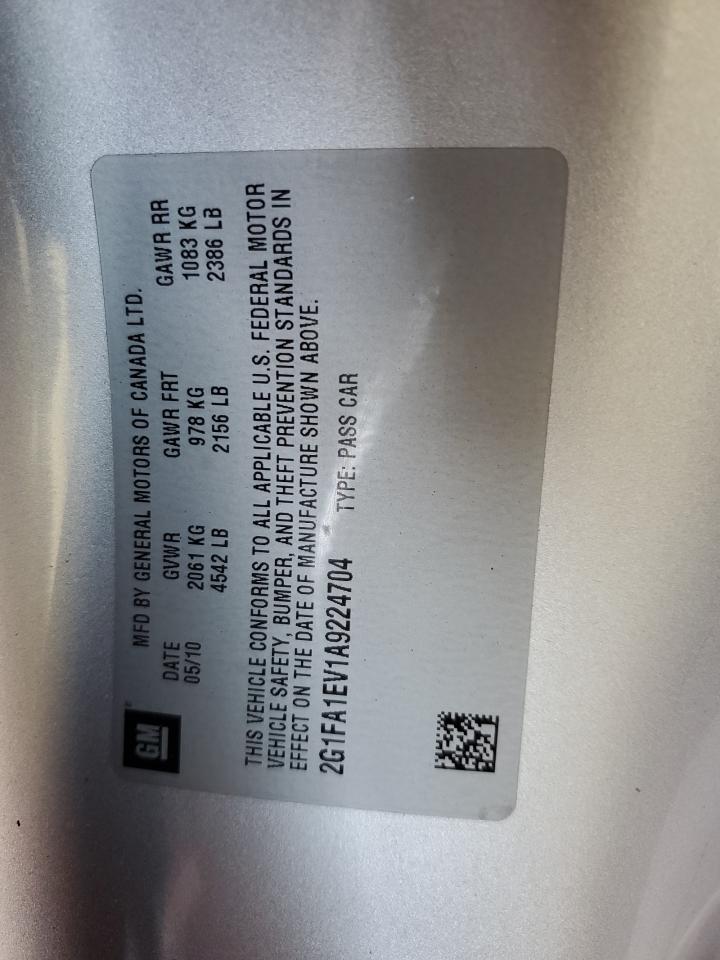 GM®
MFD BY GENERAL MOTORS OF CANADA LTD.
DATE GVWR GAWR FRT GAWR RR
05/10 2061 KG 978 KG 1083 KG
4542 LB 2156 LB 2386 LB
THIS VEHICLE CONFORMS TO ALL APPLICABLE U.S. FEDERAL MOTOR
VEHICLE SAFETY, BUMPER, AND THEFT PREVENTION STANDARDS IN
EFFECT ON THE DATE OF MANUFACTURE SHOWN ABOVE.
2G1FA1EV1A9224704 TYPE: PASS CAR